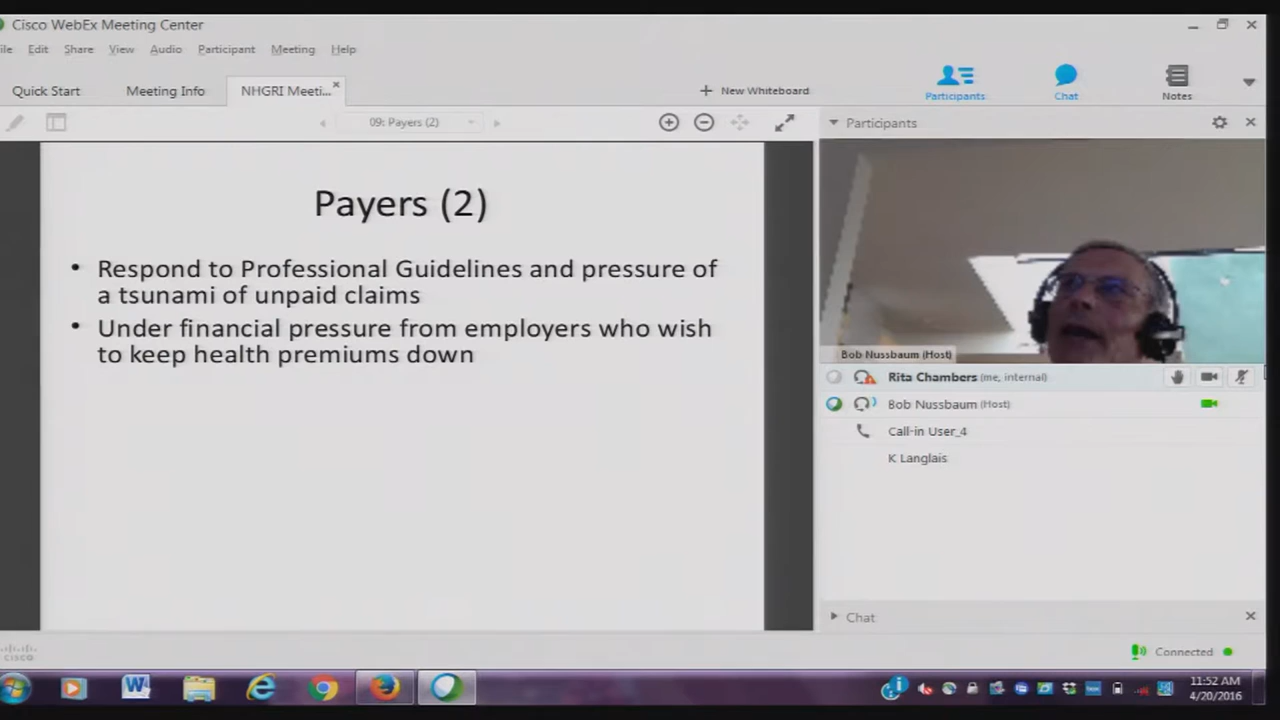 Cisco WebEx Meeting Center
Edit Share View Audio Participant Meeting Help
Quick Start Meeting Info NHGRI Meeti... × New Whiteboard Participants Chat Notes
09: Payers (2)
Participants
Payers (2)
• Respond to Professional Guidelines and pressure of
a tsunami of unpaid claims
• Under financial pressure from employers who wish
to keep health premiums down
Bob Nussbaum (Host)
Rita Chambers (me, internal)
Bob Nussbaum (Host)
Call-in User_4
K Langlais
Chat
CISCO
Connected
11:52 AM
4/20/2016